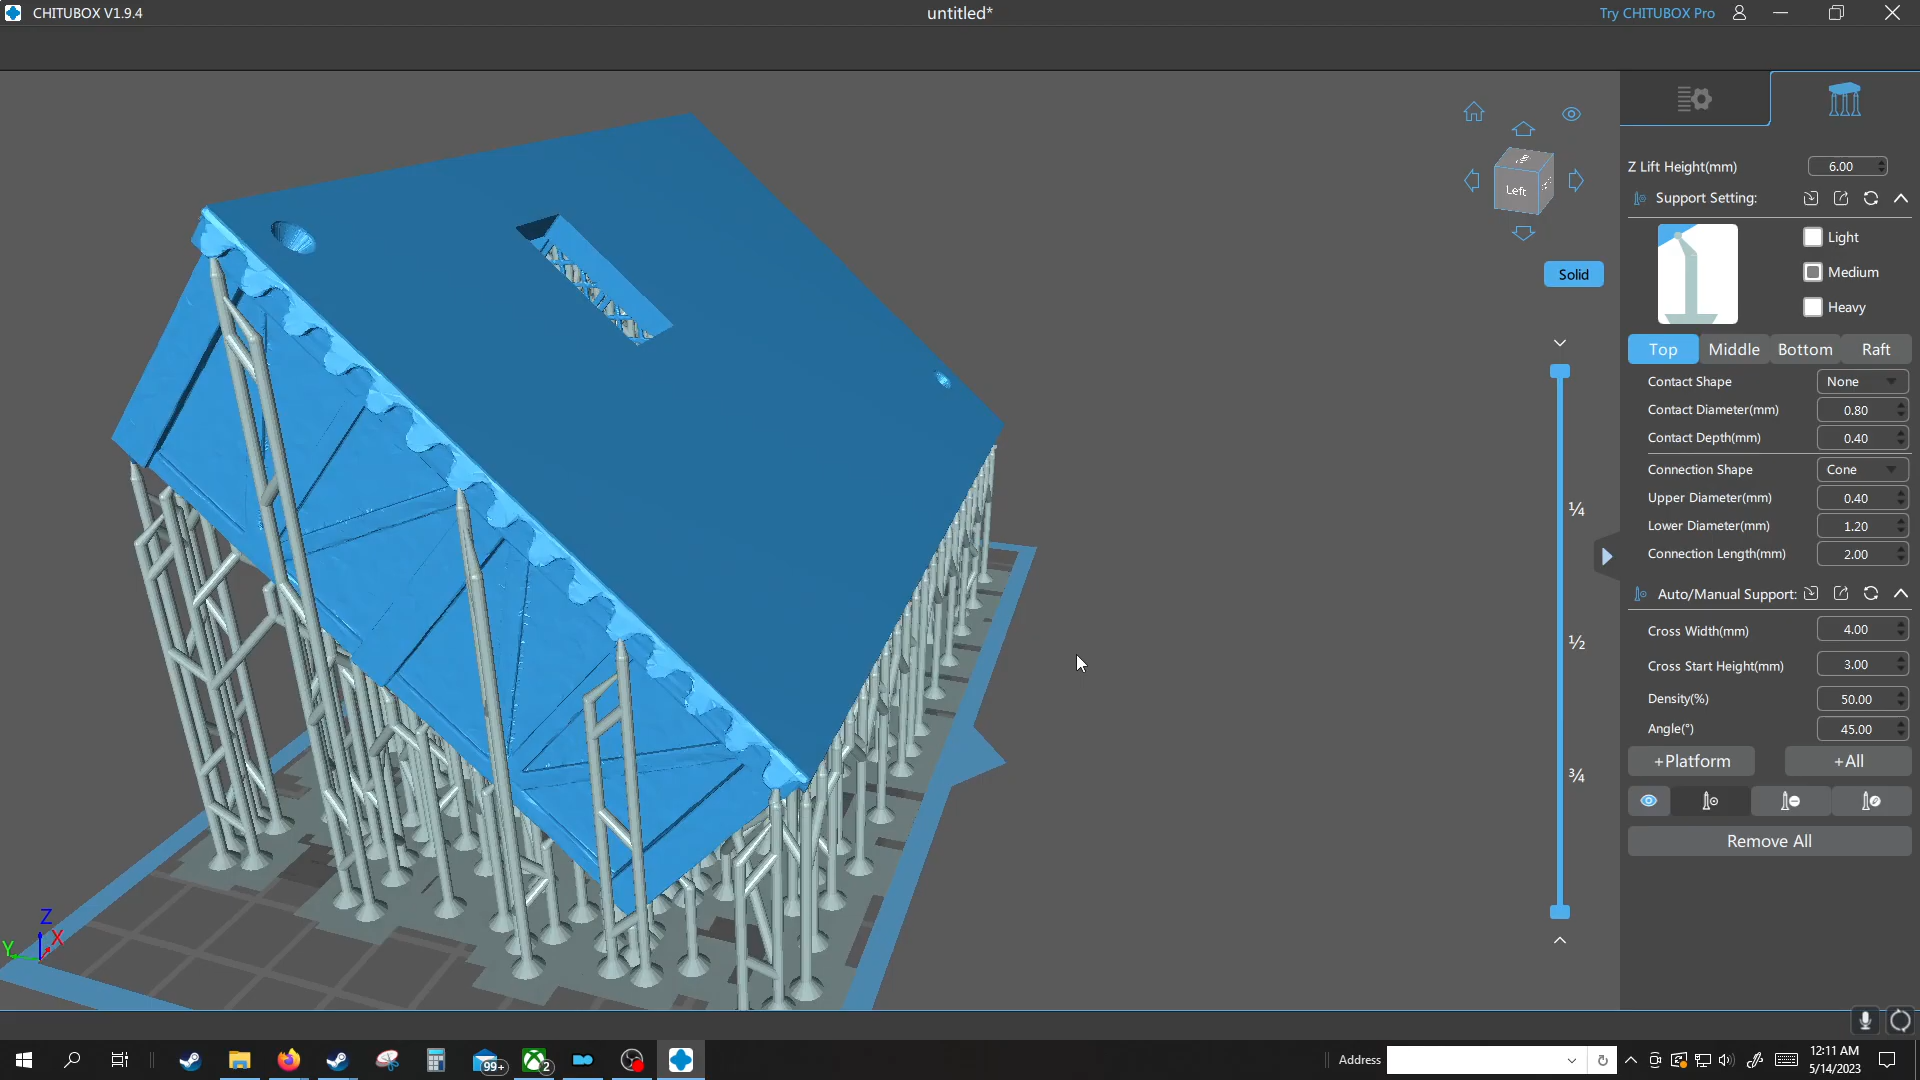 CHITUBOX V1.9.4
untitled*
Try CHITUBOX Pro
Z Lift Height(mm) 6.00
Support Setting:
Light
Medium
Heavy
Left
Solid
Top Middle Bottom Raft
Contact Shape None
Contact Diameter(mm) 0.80
Contact Depth(mm) 0.40
Connection Shape Cone
Upper Diameter(mm) 0.40
Lower Diameter(mm) 1.20
Connection Length(mm) 2.00
¼
½
¾
Auto/Manual Support:
Cross Width(mm) 4.00
Cross Start Height(mm) 3.00
Density(%) 50.00
Angle(°) 45.00
+Platform +All
Remove All
Z
Y X
99+
2
Address
12:11 AM
5/14/2023